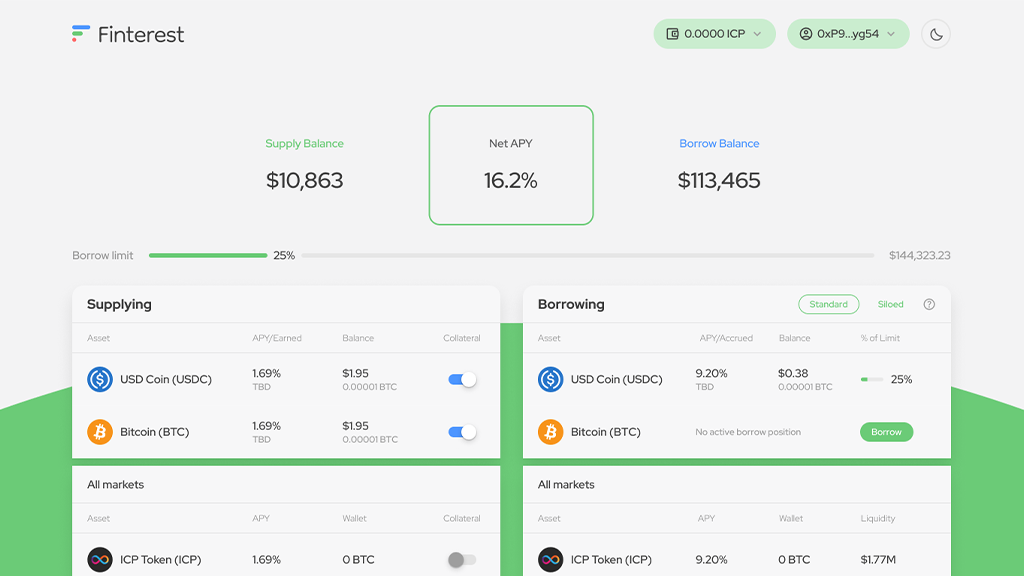 Finterest
0.0000 ICP
0xP9...yg54
Supply Balance
$10,863
Net APY
16.2%
Borrow Balance
$113,465
Borrow limit
25%
$144,323.23
Supplying
Asset APY/Earned Balance Collateral
USD Coin (USDC) 1.69% $1.95
TBD 0.00001 BTC
Bitcoin (BTC) 1.69% $1.95
TBD 0.00001 BTC
All markets
Asset APY Wallet Collateral
ICP Token (ICP) 1.69% 0 BTC
Borrowing Standard Siloed ?
Asset APY/Accrued Balance % of Limit
USD Coin (USDC) 9.20% $0.38 25%
TBD 0.00001 BTC
Bitcoin (BTC) No active borrow position Borrow
All markets
Asset APY Wallet Liquidity
ICP Token (ICP) 9.20% 0 BTC $1.77M